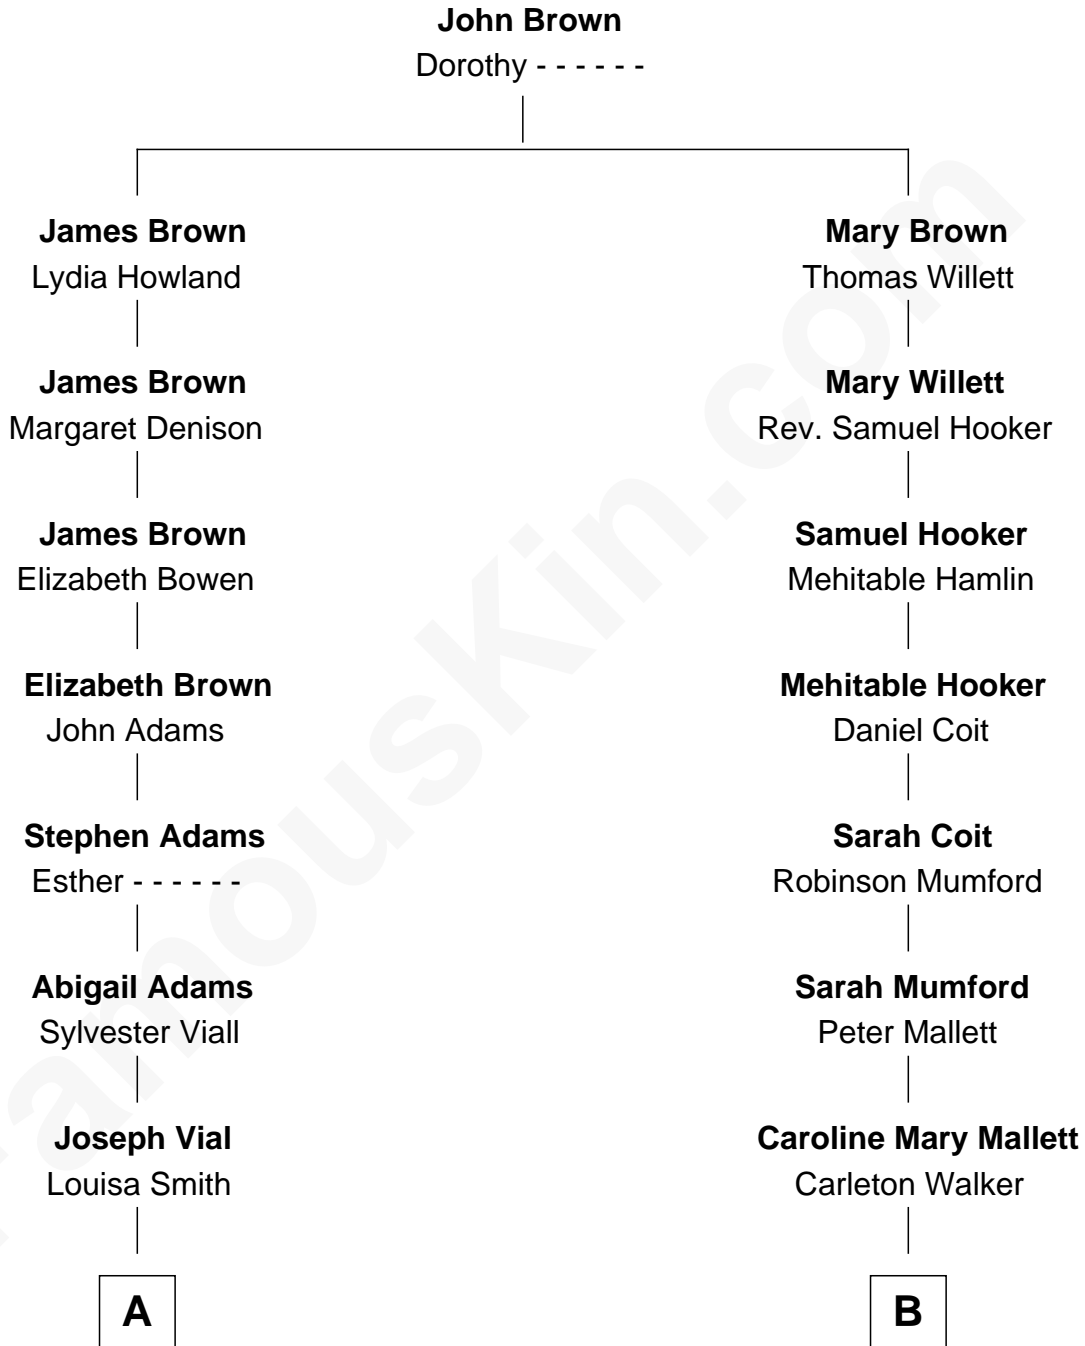 John Brown
Dorothy - - - - - -
James Brown
Lydia Howland
Mary Brown
Thomas Willett
James Brown
Margaret Denison
Mary Willett
Rev. Samuel Hooker
James Brown
Elizabeth Bowen
Samuel Hooker
Mehitable Hamlin
Elizabeth Brown
John Adams
Mehitable Hooker
Daniel Coit
Stephen Adams
Esther - - - - - -
Sarah Coit
Robinson Mumford
Abigail Adams
Sylvester Viall
Sarah Mumford
Peter Mallett
Joseph Vial
Louisa Smith
Caroline Mary Mallett
Carleton Walker
A
B
FamousKin.com